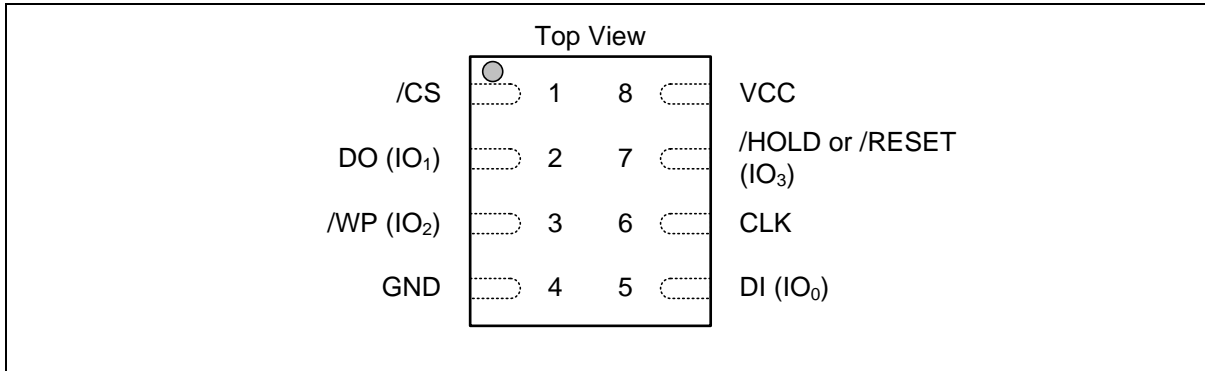 Top View
/CS 1 8 VCC
DO (IO₁) 2 7 /HOLD or /RESET
(IO₃)
/WP (IO₂) 3 6 CLK
GND 4 5 DI (IO₀)